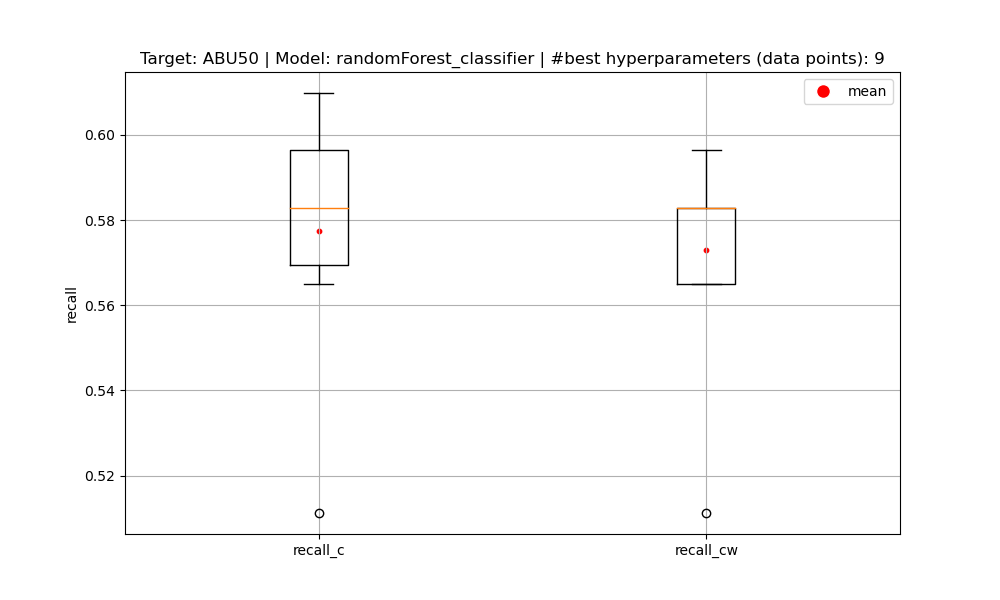 Target: ABU50 | Model: randomForest_classifier | #best hyperparameters (data points): 9
mean
0.60
0.58
0.56
0.54
0.52
recall
recall_c
recall_cw